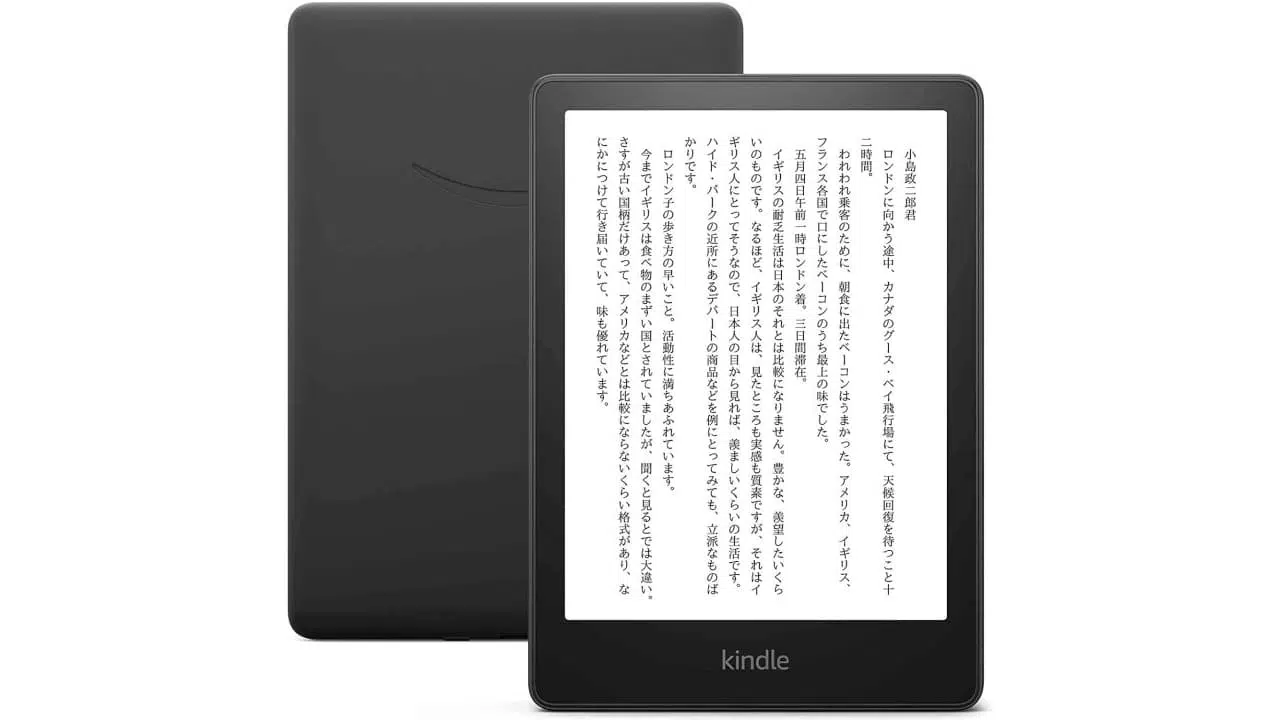 小島政二郎君
　ロンドンに向かう途中、カナダのグース・ベイ飛行場にて、天候回復を待つこと十
二時間。
　われわれ乗客のために、朝食に出たベーコンはうまかった。アメリカ、イギリス、
フランス各国で口にしたベーコンのうち最上の味でした。
　五月四日午前一時ロンドン着。三日間滞在。
　イギリスの耐乏生活は日本のそれとは比較になりません。豊かな、羨望したいくら
いのものです。なるほど、イギリス人は、見たところも実感も質素ですが、それはイ
ギリス人にとってそうなので、日本人の目から見れば、羨ましいくらいの生活です。
ハイド・パークの近所にあるデパートの商品などを例にとってみても、立派なものば
かりです。
　ロンドン子の歩き方の早いこと。活動性に満ちあふれています。
　今までイギリスは食べ物のまずい国とされていましたが、聞くと見るとでは大違い。
さすが古い国柄だけあって、アメリカなどとは比較にならないくらい格式があり、な
にかにつけて行き届いていて、味も優れています。
kindle